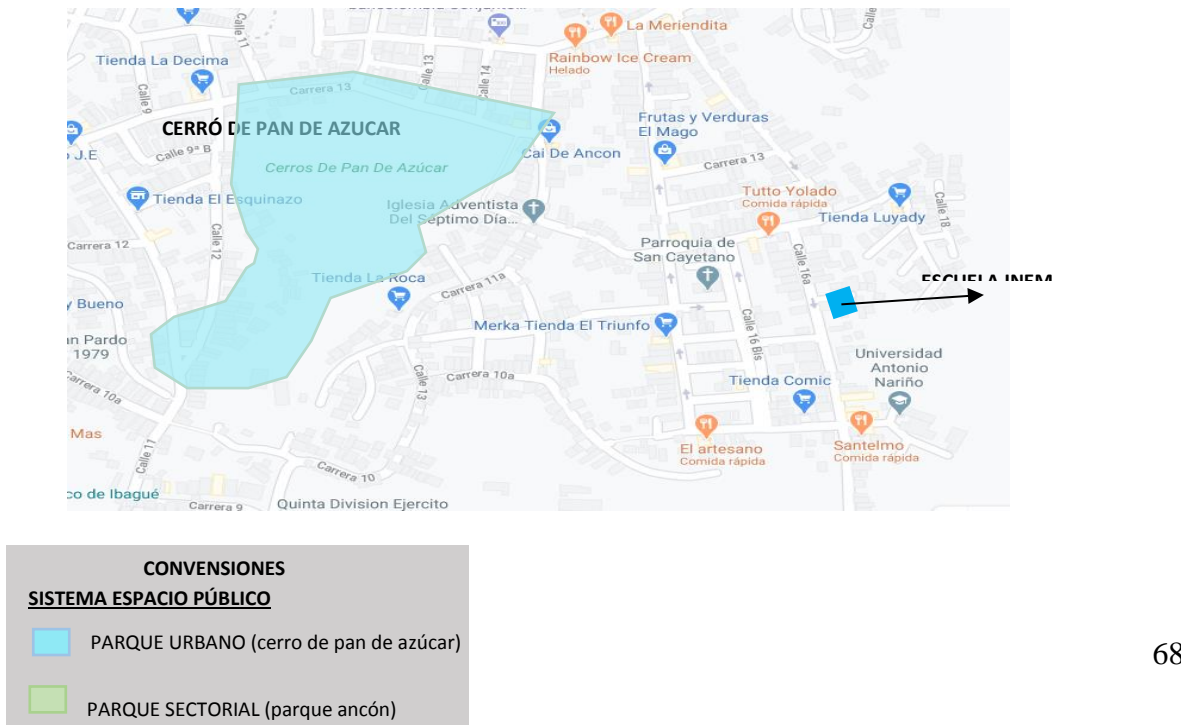 La Meriendita
Calle 11
Tienda La Decima
Rainbow Ice Cream
Helado
Calle 13
Calle 14
Carrera 13
Calle 9
Frutas y Verduras
El Mago
CERRÓ DE PAN DE AZUCAR
J.E
Calle 9ª B
Cai De Ancon
Carrera 13
Cerros De Pan De Azúcar
Tutto Yolado
Comida rápida
Tienda El Esquinazo
Iglesia Adventista
Del Séptimo Día...
Tienda Luyady
Calle 18
Carrera 12
Calle 12
Parroquia de
San Cayetano
Calle 16a
Tienda La Roca
Carrera 11a
ESCUELA INEM
y Bueno
Merka Tienda El Triunfo
Calle 16 Bis
n Pardo
1979
Universidad
Antonio
Nariño
Carrera 10a
Calle 13
Carrera 10a
Tienda Comic
Mas
Calle 11
El artesano
Comida rápida
Santelmo
Comida rápida
Carrera 10
co de Ibagué
Carrera 9
Quinta Division Ejercito
CONVENSIONES
SISTEMA ESPACIO PÚBLICO
PARQUE URBANO (cerro de pan de azúcar)
68
PARQUE SECTORIAL (parque ancón)